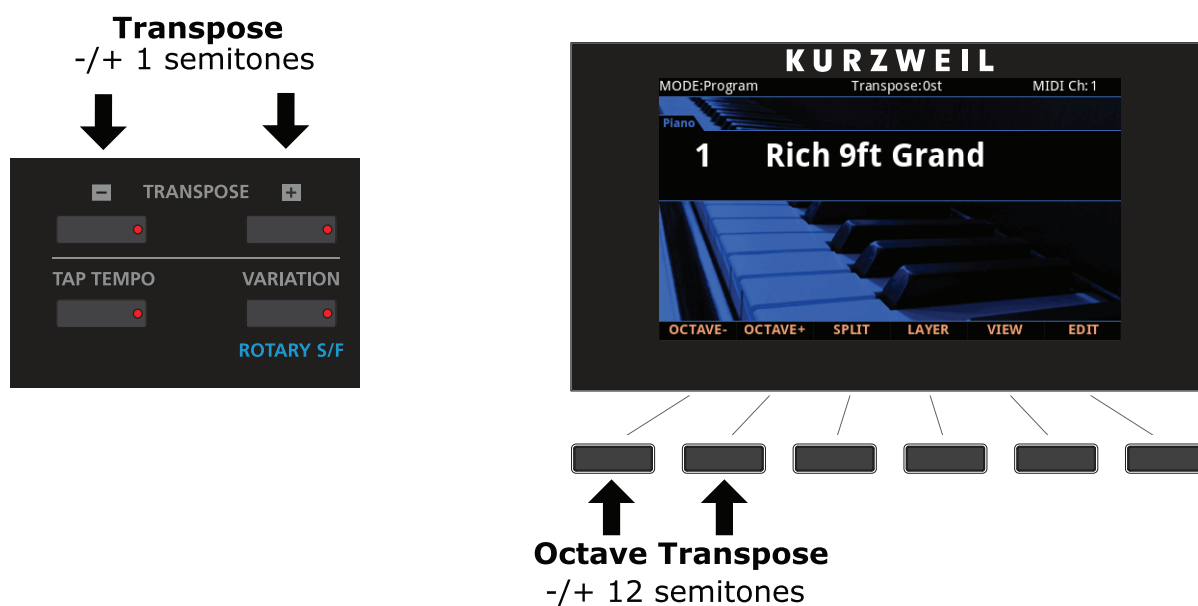 Transpose
-/+ 1 semitones
- TRANSPOSE +
TAP TEMPO VARIATION
ROTARY S/F
KURZWEIL
MODE:Program Transpose:0st MIDI Ch:1
Piano
1 Rich 9ft Grand
OCTAVE- OCTAVE+ SPLIT LAYER VIEW EDIT
Octave Transpose
-/+ 12 semitones